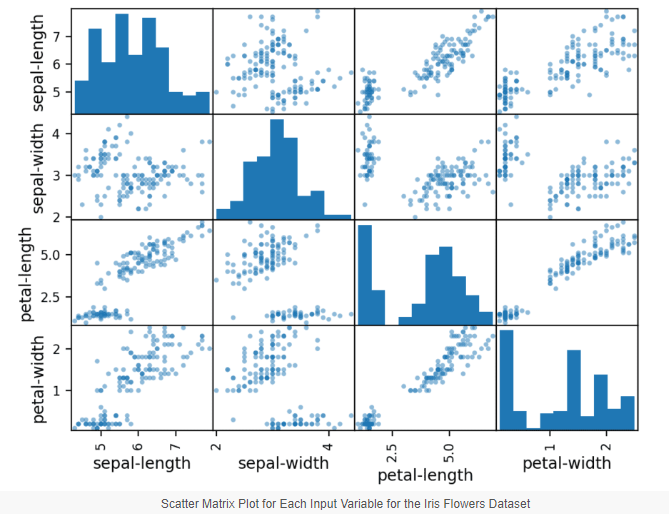 sepal-length
7
6
5
sepal-width
4
3
2
petal-length
5.0
2.5
petal-width
2
1
5 6 7 2 4 2.5 5.0 1 2
sepal-length sepal-width petal-length petal-width
Scatter Matrix Plot for Each Input Variable for the Iris Flowers Dataset